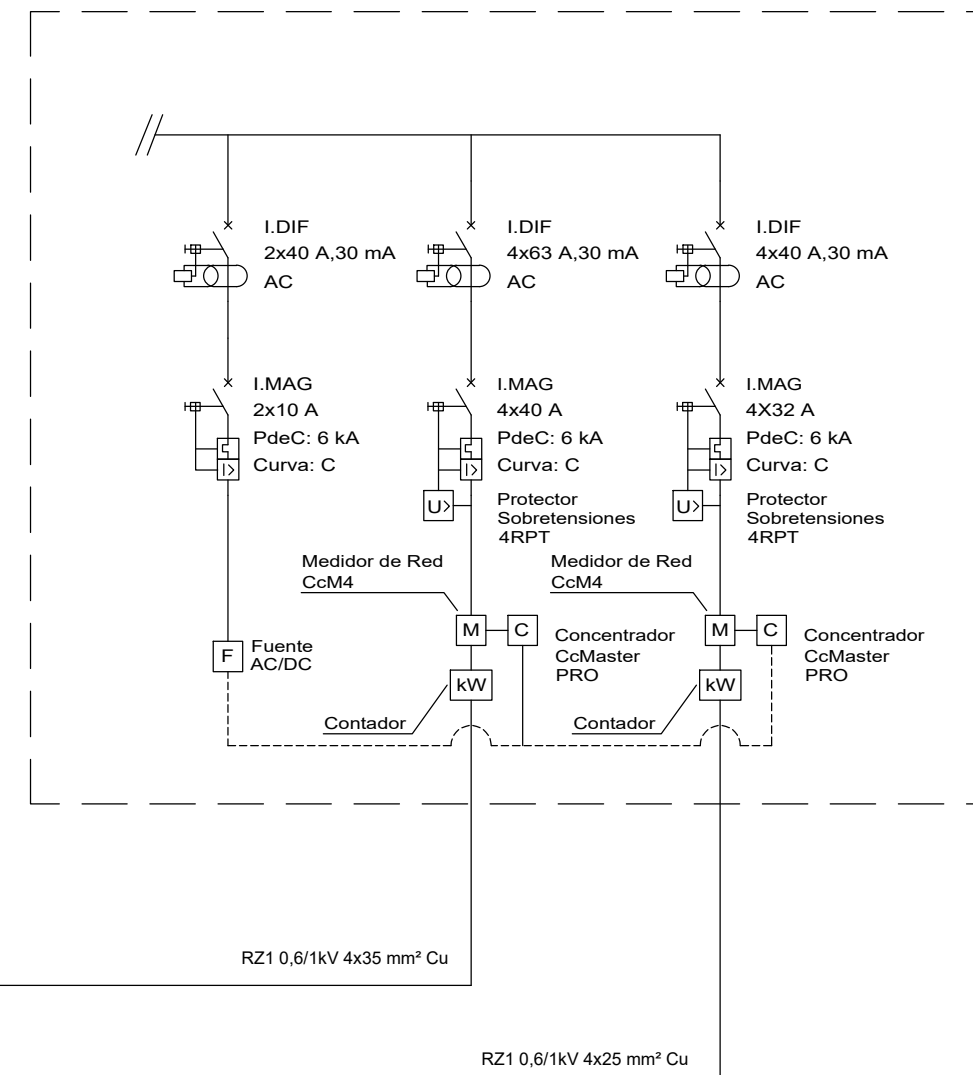 I.DIF
2x40 A,30 mA
AC
I.DIF
4x63 A,30 mA
AC
I.DIF
4x40 A,30 mA
AC
I.MAG
2x10 A
PdeC: 6 kA
Curva: C
I>
I.MAG
4x40 A
PdeC: 6 kA
Curva: C
I>
U>
Protector
Sobretensiones
4RPT
I.MAG
4X32 A
PdeC: 6 kA
Curva: C
I>
U>
Protector
Sobretensiones
4RPT
Medidor de Red
CcM4
Medidor de Red
CcM4
F
Fuente
AC/DC
M
C
Concentrador
CcMaster
PRO
kW
Contador
M
C
Concentrador
CcMaster
PRO
kW
Contador
RZ1 0,6/1kV 4x35 mm² Cu
RZ1 0,6/1kV 4x25 mm² Cu